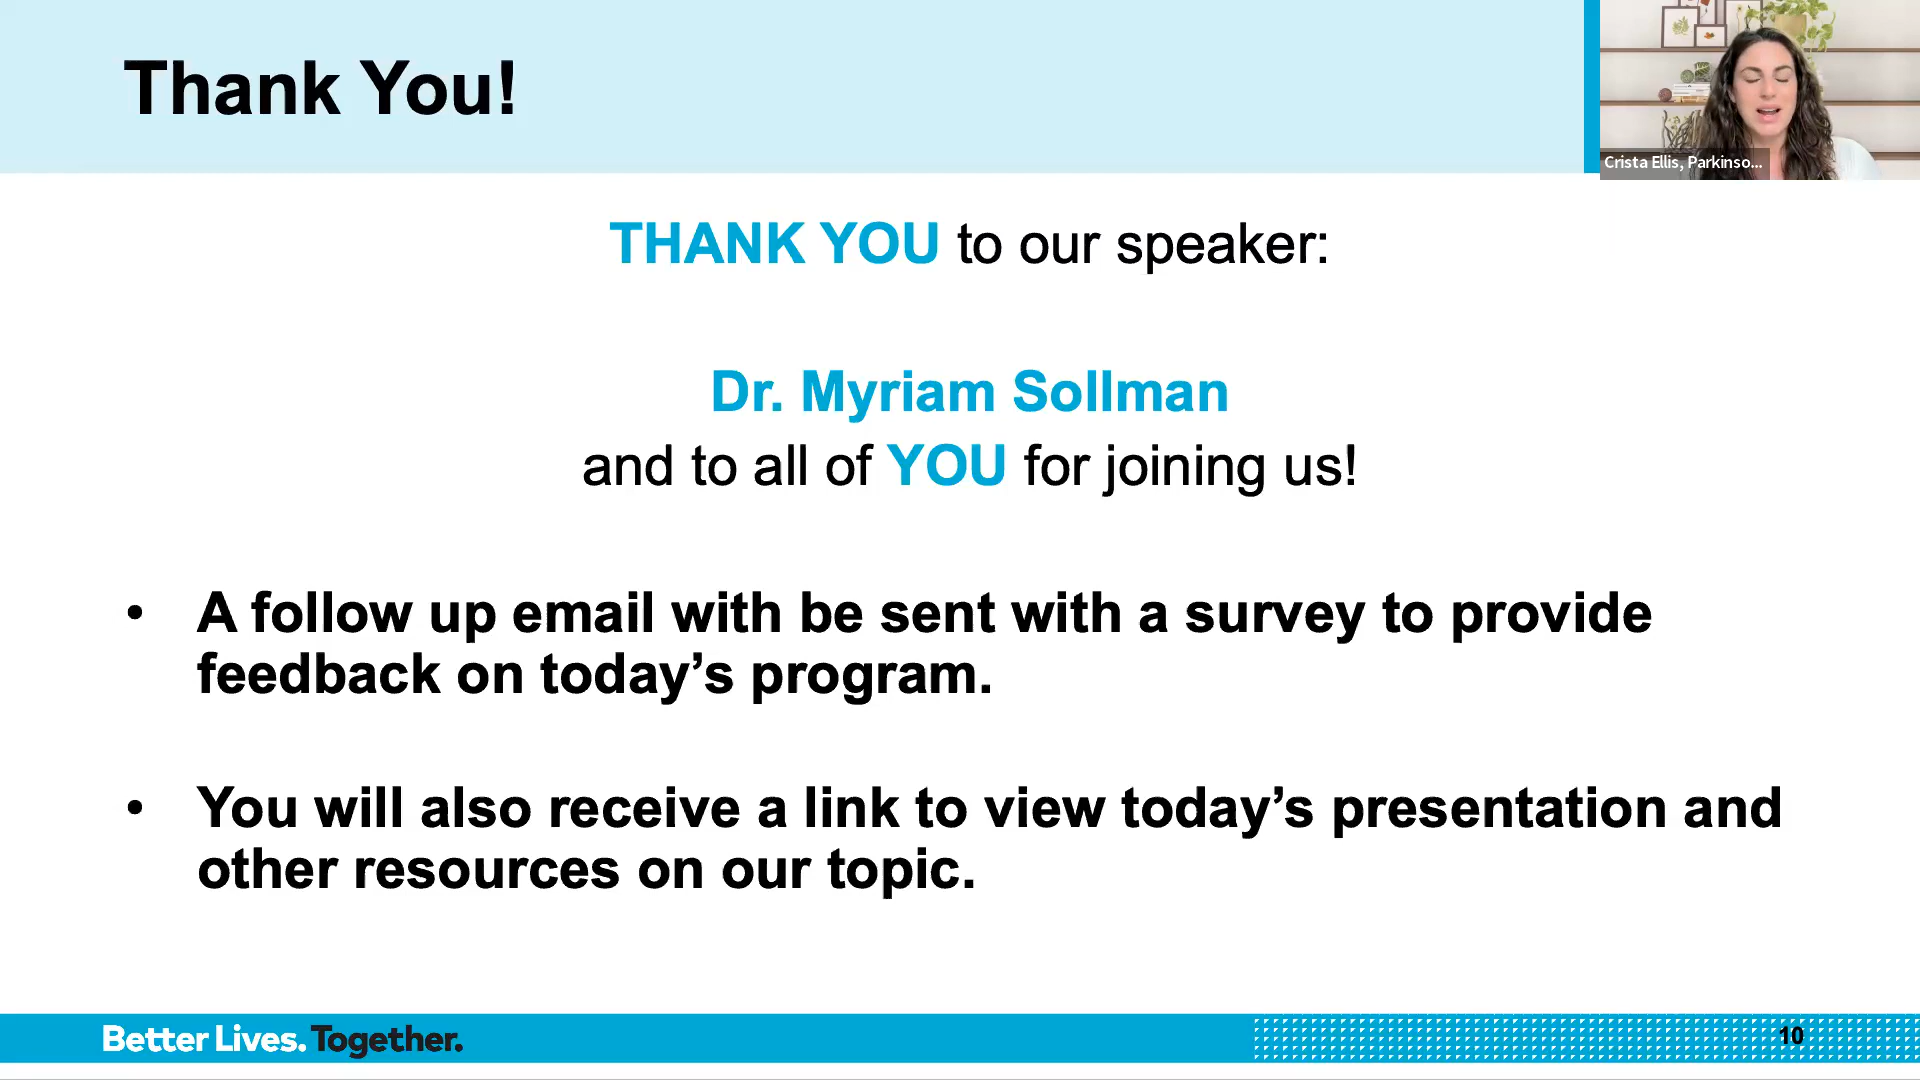 Thank You!
Crista Ellis, Parkinso...
THANK YOU to our speaker:
Dr. Myriam Sollman
and to all of YOU for joining us!
• A follow up email with be sent with a survey to provide
feedback on today’s program.
• You will also receive a link to view today’s presentation and
other resources on our topic.
Better Lives. Together.
10